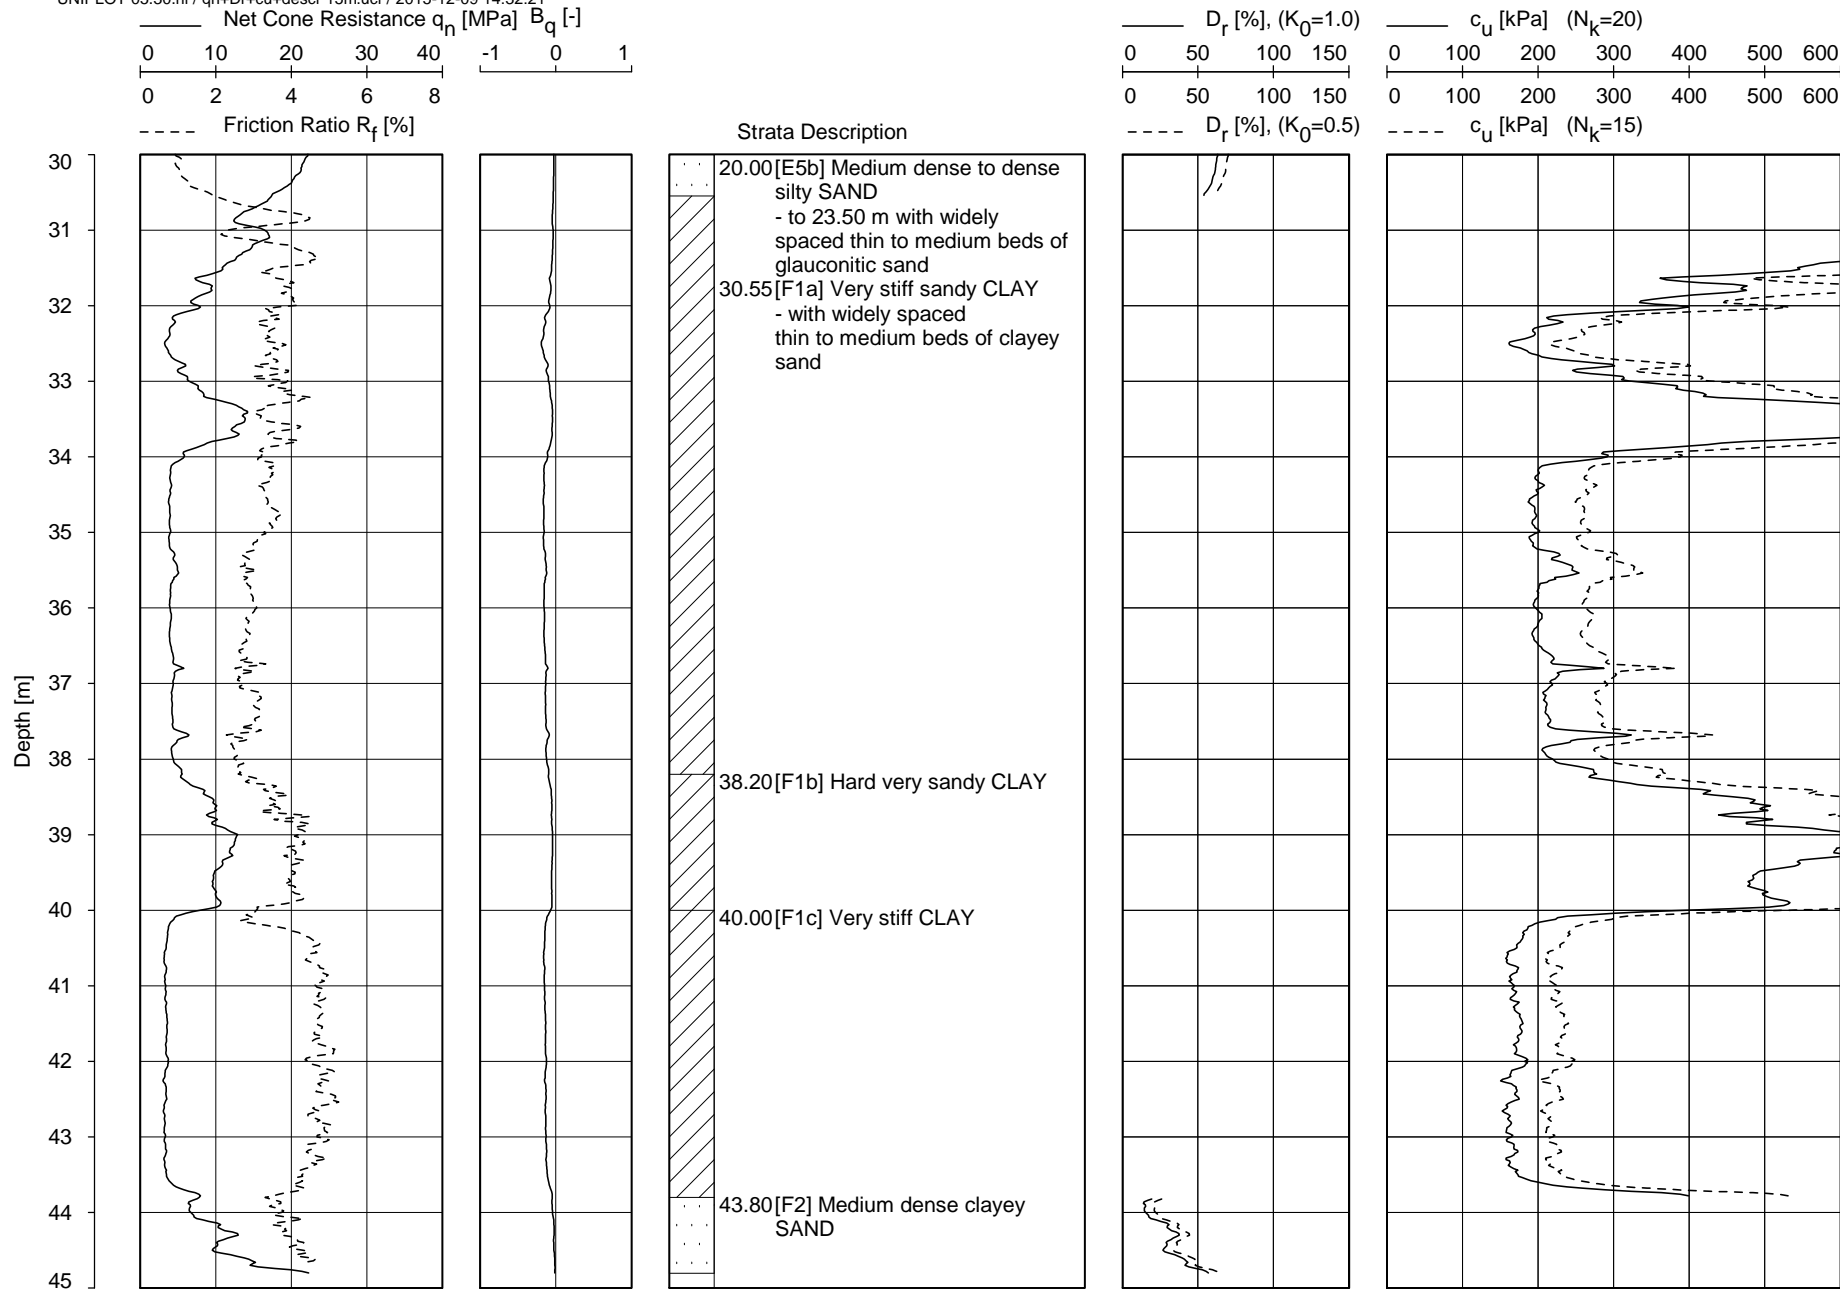 Net Cone Resistance qn [MPa] Bq [-]
Dr [%], (K0=1.0)
cu [kPa] (Nk=20)
0 10 20 30 40
-1 0 1
0 50 100 150
0 100 200 300 400 500 600
0 2 4 6 8
0 50 100 150
0 100 200 300 400 500 600
Friction Ratio Rf [%]
Strata Description
Dr [%], (K0=0.5)
cu [kPa] (Nk=15)
Depth [m]
30
31
32
33
34
35
36
37
38
39
40
41
42
43
44
45
20.00 [E5b] Medium dense to dense
silty SAND
- to 23.50 m with widely
spaced thin to medium beds of
glauconitic sand
30.55 [F1a] Very stiff sandy CLAY
- with widely spaced
thin to medium beds of clayey
sand
38.20 [F1b] Hard very sandy CLAY
40.00 [F1c] Very stiff CLAY
43.80 [F2] Medium dense clayey
SAND